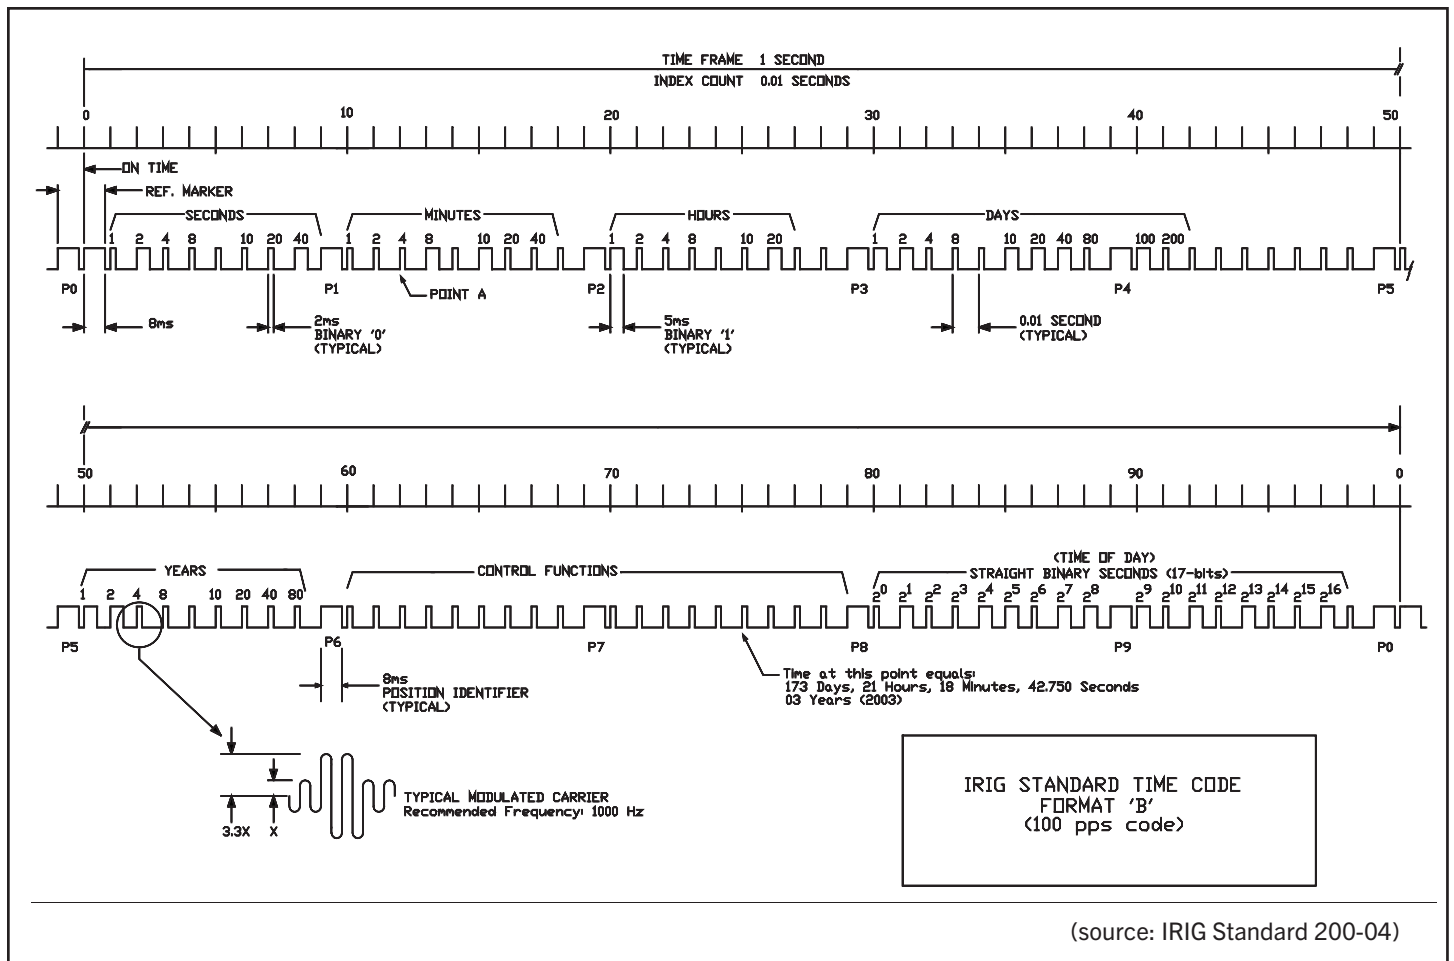 TIME FRAME 1 SECOND
INDEX COUNT 0.01 SECONDS
0 10 20 30 40 50
ON TIME
REF. MARKER
SECONDS MINUTES HOURS DAYS
1 2 4 8 10 20 40 1 2 4 8 10 20 40 1 2 4 8 10 20 1 2 4 8 10 20 40 80 100 200
P0 P1 P2 P3 P4 P5
POINT A
8ms
2ms
BINARY '0'
(TYPICAL)
5ms
BINARY '1'
(TYPICAL)
0.01 SECOND
(TYPICAL)
50 60 70 80 90 0
YEARS CONTROL FUNCTIONS
(TIME OF DAY)
STRAIGHT BINARY SECONDS (17-bits)
1 2 4 8 10 20 40 80 2^0 2^1 2^2 2^3 2^4 2^5 2^6 2^7 2^8 2^9 2^10 2^11 2^12 2^13 2^14 2^15 2^16
P5 P6 P7 P8 P9 P0
8ms
POSITION IDENTIFIER
(TYPICAL)
Time at this point equals:
173 Days, 21 Hours, 18 Minutes, 42.750 Seconds
03 Years (2003)
3.3X X
TYPICAL MODULATED CARRIER
Recommended Frequency: 1000 Hz
IRIG STANDARD TIME CODE
FORMAT 'B'
(100 pps code)
(source: IRIG Standard 200-04)